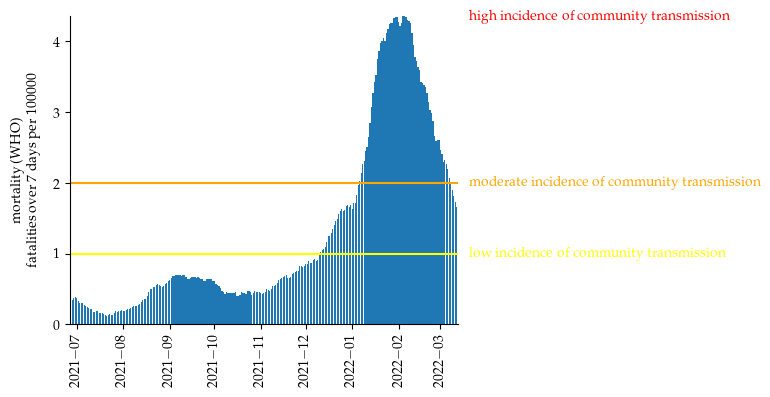 high incidence of community transmission
4
3
2
1
0
mortality (WHO)
fatalities over 7 days per 100000
moderate incidence of community transmission
low incidence of community transmission
2021−07
2021−08
2021−09
2021−10
2021−11
2021−12
2022−01
2022−02
2022−03